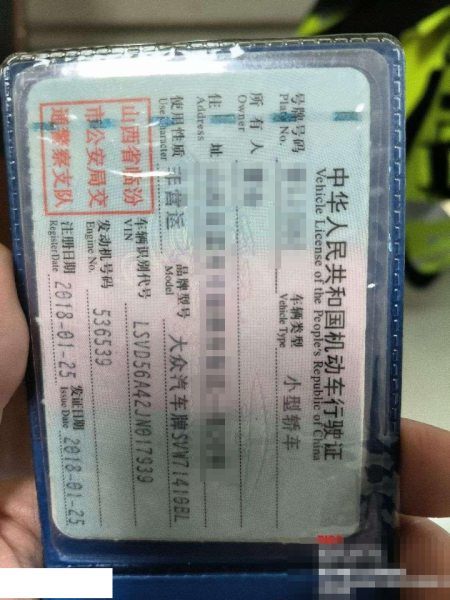 中华人民共和国机动车行驶证
Vehicle License of the People's Republic of China
号牌号码
Plate No.
车辆类型 小型轿车
Vehicle Type
所有人
Owner
住址
Address
使用性质 非营运
Use Character
品牌型号 大众汽车牌SVW71410BL
Model
山西省临汾
市公安局交
通警察支队
车辆识别代号 LSVD56A42JN017939
VIN
发动机号码 536539
Engine No.
注册日期 2018-01-25
Register Date
发证日期 2018-01-25
Issue Date